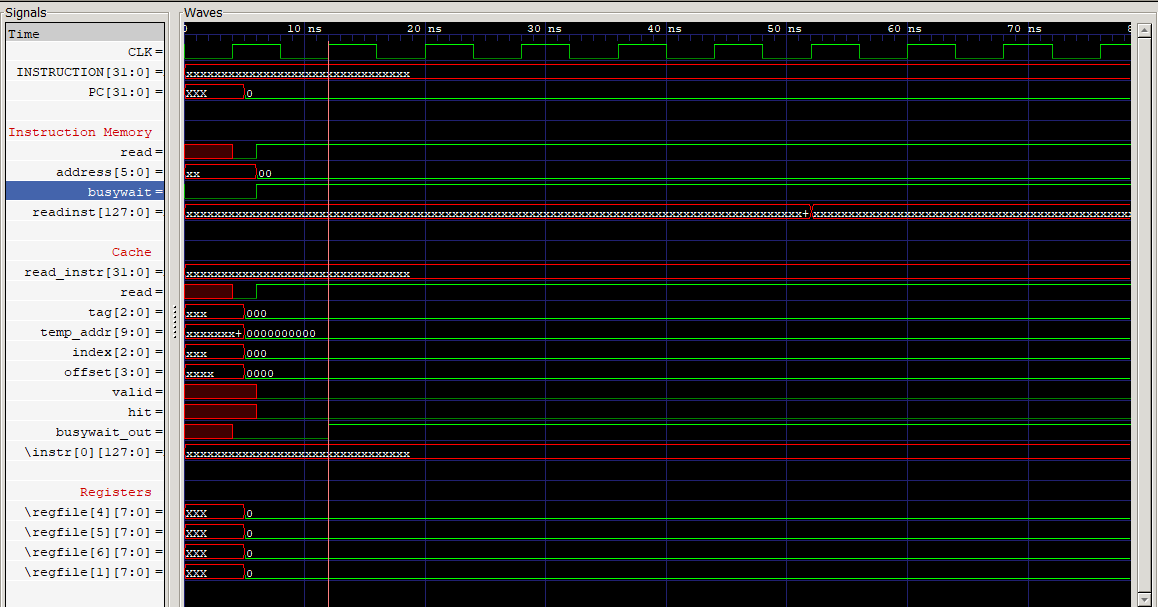 Signals
Waves
Time
0 10 ns 20 ns 30 ns 40 ns 50 ns 60 ns 70 ns 8
CLK =
INSTRUCTION[31:0] = xxxxxxxxxxxxxxxxxxxxxxxxxxxxxxxx
PC[31:0] = XXX 0
Instruction Memory
read =
address[5:0] = xx 00
busywait =
readinst[127:0] =
Cache
read_instr[31:0] = xxxxxxxxxxxxxxxxxxxxxxxxxxxxxxxx
read =
tag[2:0] = xxx 000
temp_addr[9:0] = xxxxxxx+ 0000000000
index[2:0] = xxx 000
offset[3:0] = xxxx 0000
valid =
hit =
busywait_out =
\instr[0][127:0] = xxxxxxxxxxxxxxxxxxxxxxxxxxxxxxxx
Registers
\regfile[4][7:0] = XXX 0
\regfile[5][7:0] = XXX 0
\regfile[6][7:0] = XXX 0
\regfile[1][7:0] = XXX 0